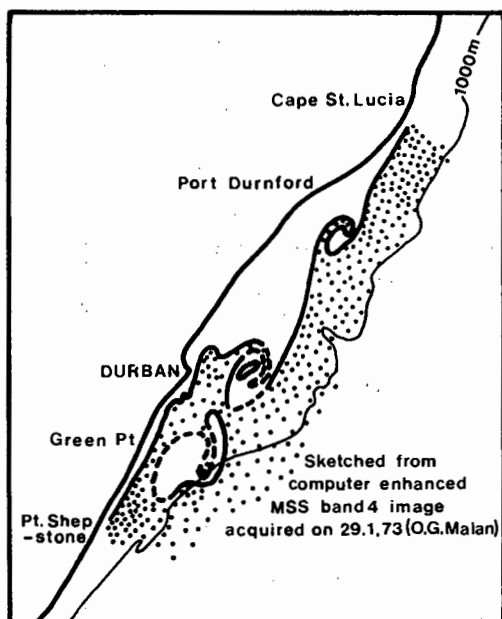 1000m
Cape St. Lucia
Port Durnford
DURBAN
Green Pt
Pt. Shep
-stone
Sketched from
computer enhanced
MSS band 4 image
acquired on 29.1,73 (O.G. Malan)